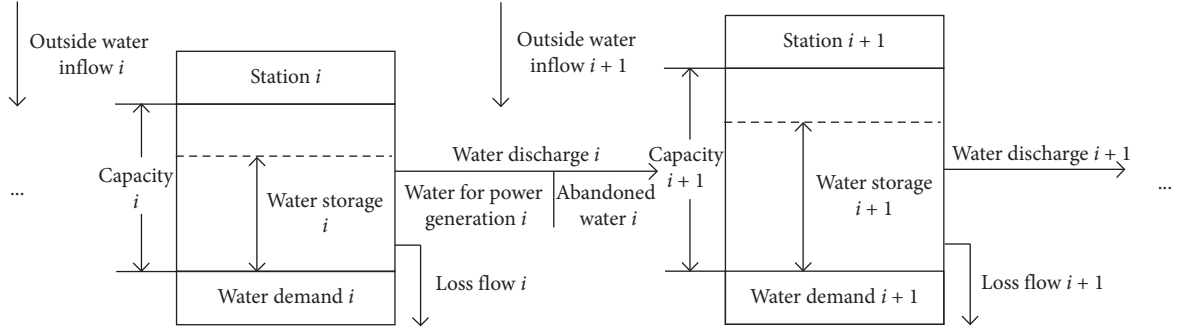 Outside water
inflow i
Station i
Capacity
i
Water storage
i
Water demand i
...
Outside water
inflow i + 1
Water discharge i
Water for power
generation i
Abandoned
water i
Loss flow i
Station i + 1
Capacity
i + 1
Water storage
i + 1
Water demand i + 1
Water discharge i + 1
Loss flow i + 1
...